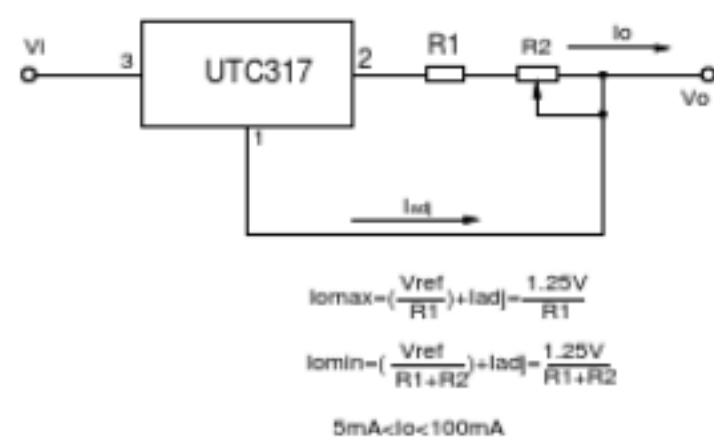 Io
VI
3
UTC317
2
R1
R2
Vo
1
Iadj
Iomax=(Vref/R1)+Iadj=1.25V/R1
Iomin=(Vref/R1+R2)+Iadj=1.25V/R1+R2
5mA<Io<100mA